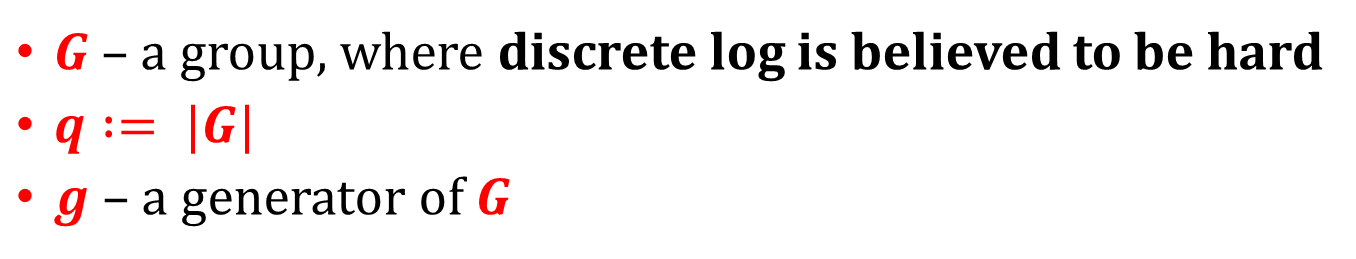 • G – a group, where discrete log is believed to be hard
• q := |G|
• g – a generator of G